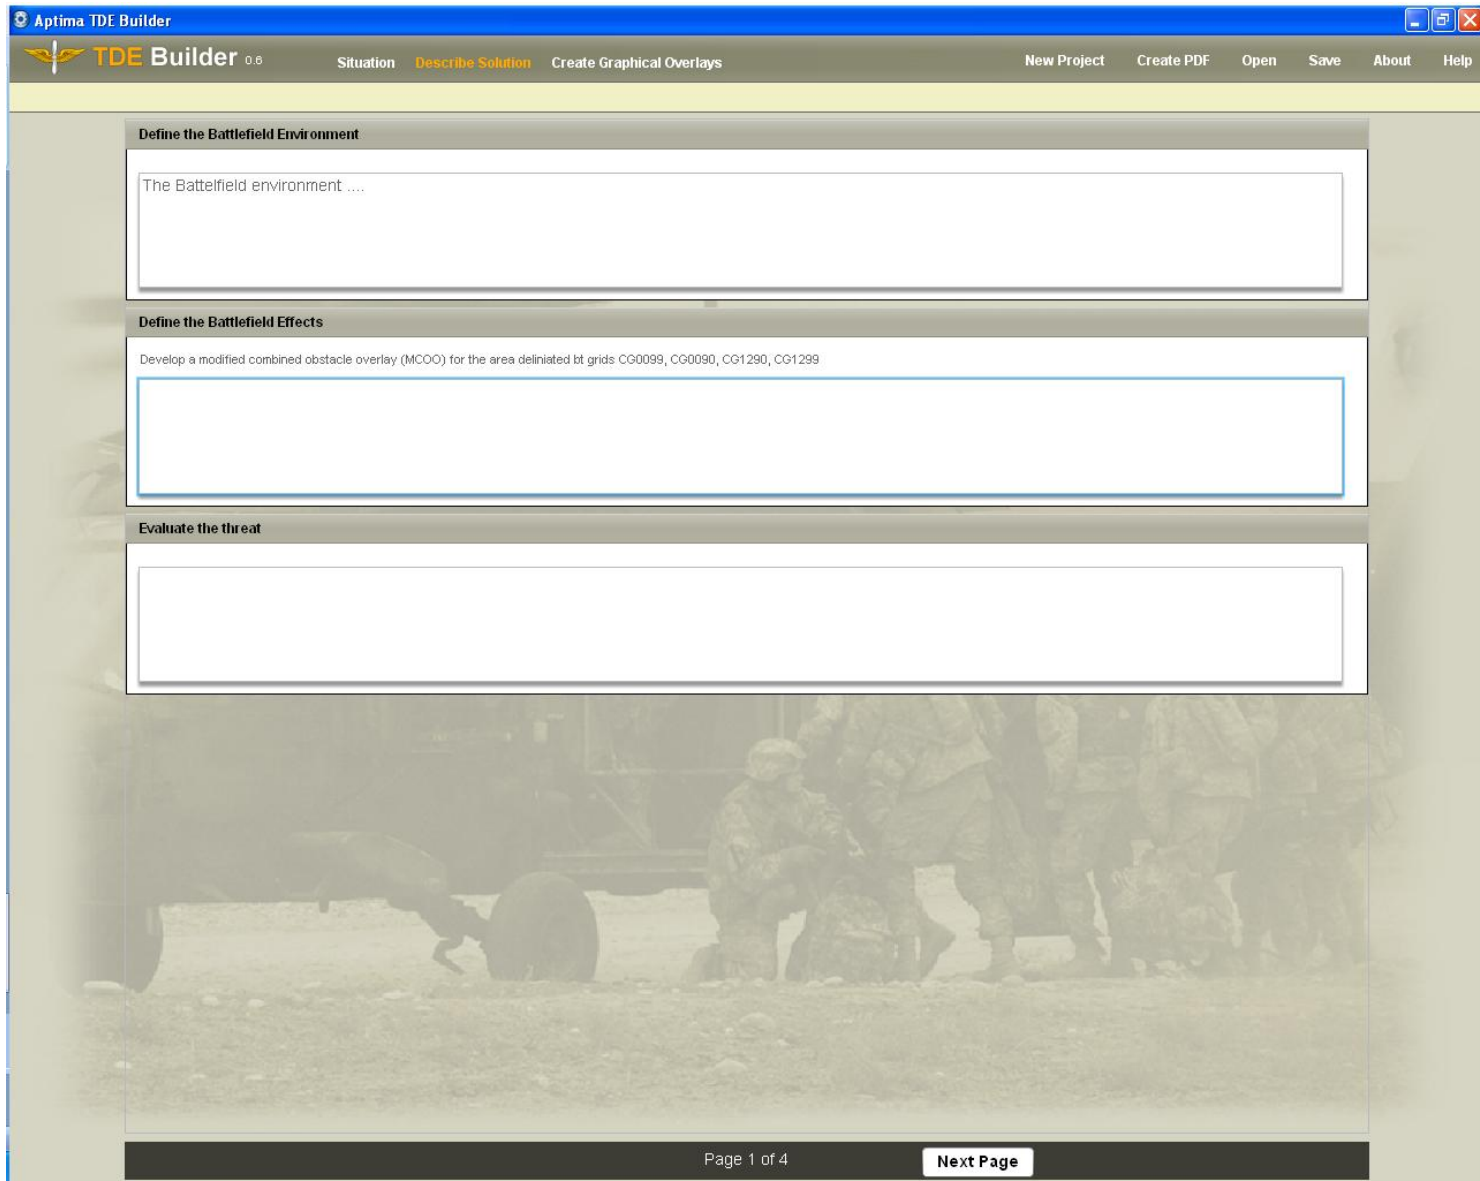 Aptima TDE Builder
TDE Builder 0.6 Situation Describe Solution Create Graphical Overlays New Project Create PDF Open Save About Help
Define the Battlefield Environment
The Battelfield environment ....
Define the Battlefield Effects
Develop a modified combined obstacle overlay (MCOO) for the area deliniated bt grids CG0099, CG0090, CG1290, CG1299
Evaluate the threat
Page 1 of 4 Next Page